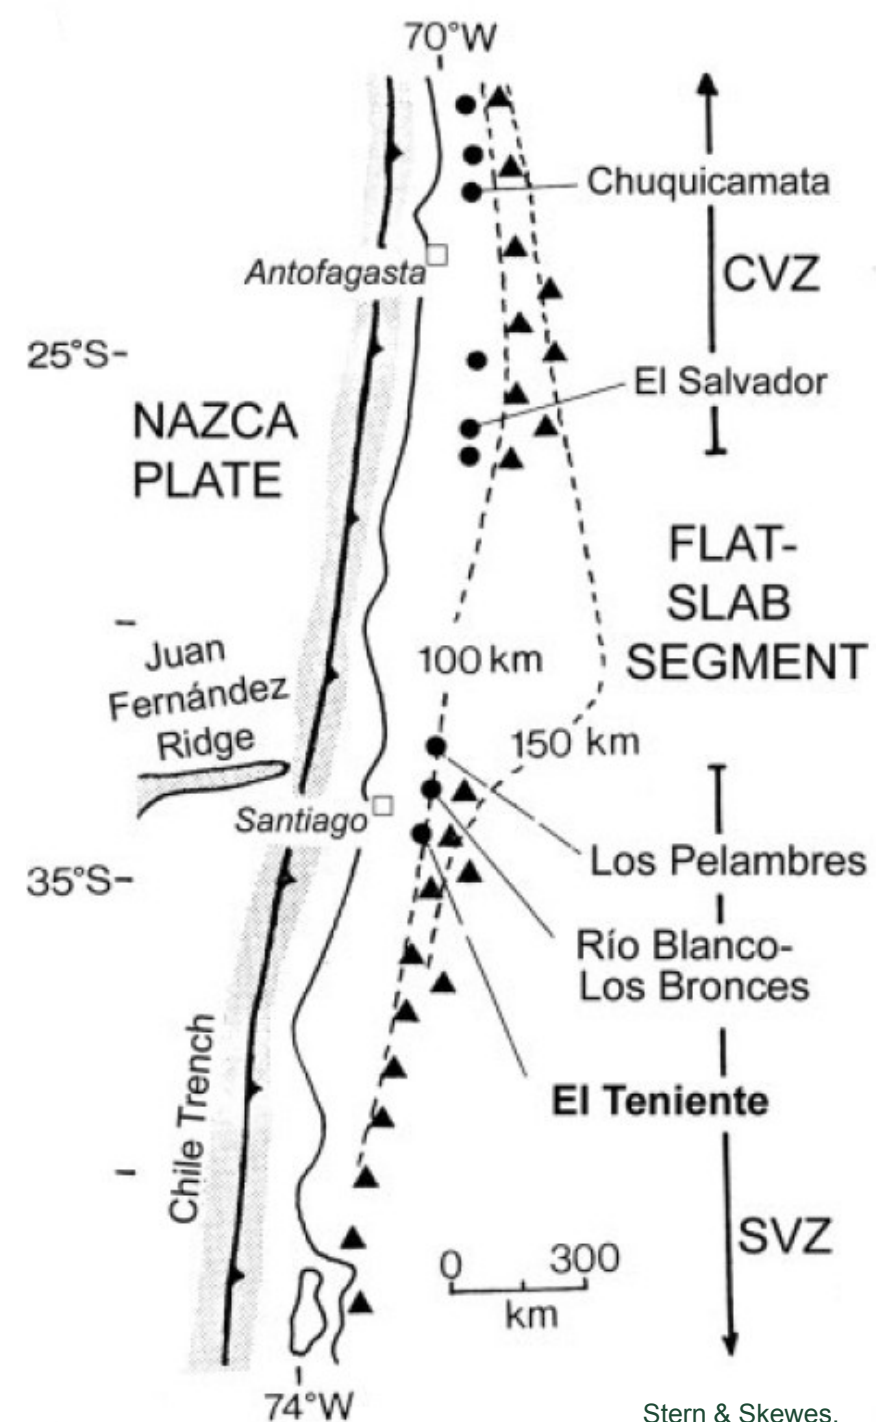 70°W
Chuquicamata
Antofagasta
CVZ
25°S-
El Salvador
NAZCA
PLATE
FLAT-
SLAB
SEGMENT
Juan
Fernández
Ridge
100 km
150 km
Santiago
Los Pelambres
35°S-
Río Blanco-
Los Bronces
El Teniente
Chile Trench
SVZ
0 300
km
74°W
Stern & Skewes,